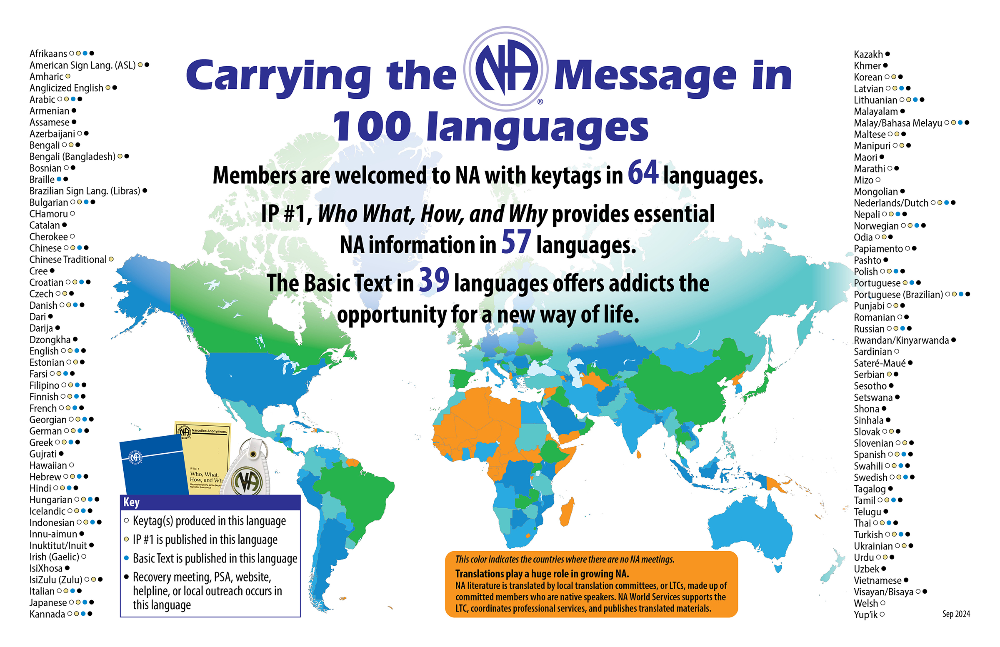 Carrying the NA Message in
®
100 languages
Members are welcomed to NA with keytags in 64 languages.
IP #1, Who What, How, and Why provides essential
NA information in 57 languages.
The Basic Text in 39 languages offers addicts the
opportunity for a new way of life.
Afrikaans
American Sign Lang. (ASL)
Amharic
Anglicized English
Arabic
Armenian
Assamese
Azerbaijani
Bengali
Bengali (Bangladesh)
Bosnian
Braille
Brazilian Sign Lang. (Libras)
Bulgarian
CHamoru
Catalan
Cherokee
Chinese
Chinese Traditional
Cree
Croatian
Czech
Danish
Dari
Darija
Dzongkha
English
Estonian
Farsi
Filipino
Finnish
French
Georgian
German
Greek
Gujrati
Hawaiian
Hebrew
Hindi
Hungarian
Icelandic
Indonesian
Innu-aimun
Inuktitut/Inuit
Irish (Gaelic)
IsiXhosa
IsiZulu (Zulu)
Italian
Japanese
Kannada
NA
NA
Narcotics Anonymous®
IP No. 1
Who, What,
How, and Wh
Reprinted from the White Book
Narcotics Anonymous
NA
Key
Keytag(s) produced in this language
IP #1 is published in this language
Basic Text is published in this language
Recovery meeting, PSA, website,
helpline, or local outreach occurs in
this language
This color indicates the countries where there are no NA meetings.
Translations play a huge role in growing NA.
NA literature is translated by local translation committees, or LTCs, made up of
committed members who are native speakers. NA World Services supports the
LTC, coordinates professional services, and publishes translated materials.
Kazakh
Khmer
Korean
Latvian
Lithuanian
Malayalam
Malay/Bahasa Melayu
Maltese
Manipuri
Maori
Marathi
Mizo
Mongolian
Nederlands/Dutch
Nepali
Norwegian
Odia
Papiamento
Pashto
Polish
Portuguese
Portuguese (Brazilian)
Punjabi
Romanian
Russian
Rwandan/Kinyarwanda
Sardinian
Sateré-Maué
Serbian
Sesotho
Setswana
Shona
Sinhala
Slovak
Slovenian
Spanish
Swahili
Swedish
Tagalog
Tamil
Telugu
Thai
Turkish
Ukrainian
Urdu
Uzbek
Vietnamese
Visayan/Bisaya
Welsh
Yup'ik
Sep 2024